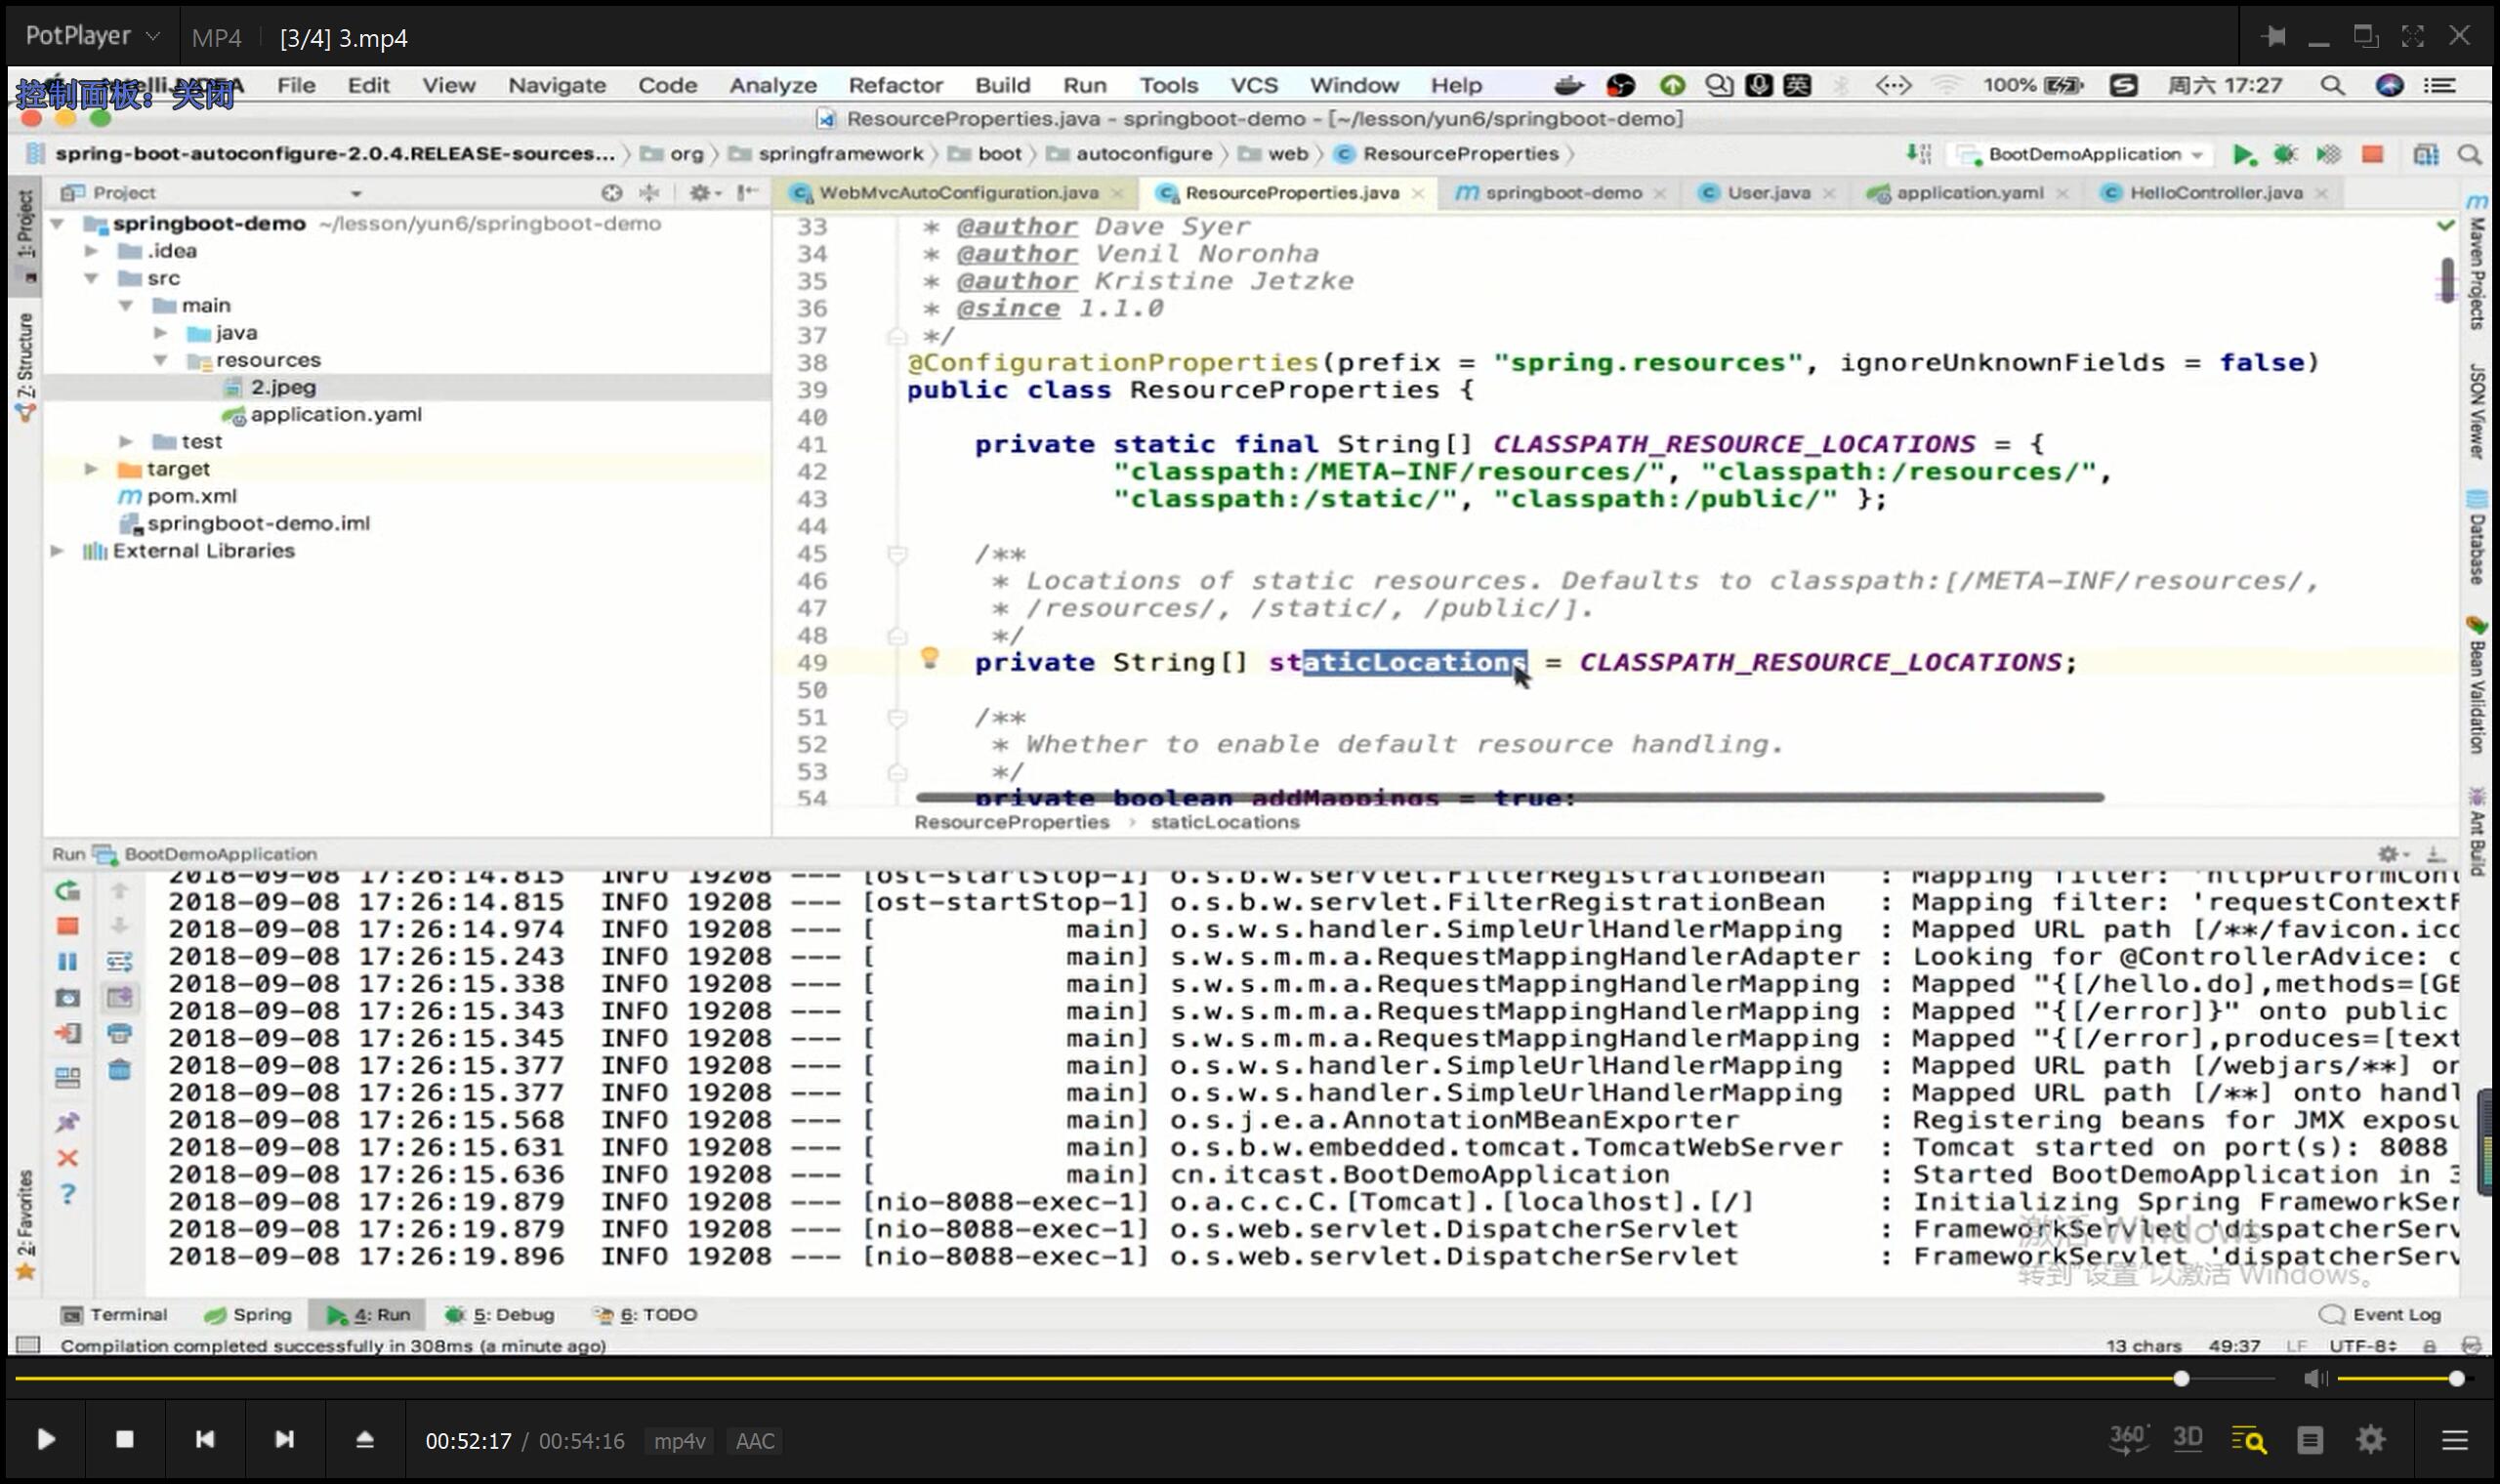 PotPlayer MP4 [3/4] 3.mp4
控制面板：关闭
File Edit View Navigate Code Analyze Refactor Build Run Tools VCS Window Help 英 100% 周六 17:27
ResourceProperties.java - springboot-demo - [~/lesson/yun6/springboot-demo]
spring-boot-autoconfigure-2.0.4.RELEASE-sources... org springframework boot autoconfigure web ResourceProperties BootDemoApplication
Project
WebMvcAutoConfiguration.java ResourceProperties.java springboot-demo User.java application.yaml HelloController.java
1: Project
7: Structure
2: Favorites
springboot-demo ~/lesson/yun6/springboot-demo
.idea
src
main
java
resources
2.jpeg
application.yaml
test
target
pom.xml
springboot-demo.iml
External Libraries
33 * @author Dave Syer
34 * @author Venil Noronha
35 * @author Kristine Jetzke
36 * @since 1.1.0
37 */
38 @ConfigurationProperties(prefix = "spring.resources", ignoreUnknownFields = false)
39 public class ResourceProperties {
40
41 private static final String[] CLASSPATH_RESOURCE_LOCATIONS = {
42 "classpath:/META-INF/resources/", "classpath:/resources/",
43 "classpath:/static/", "classpath:/public/" };
44
45 /**
46 * Locations of static resources. Defaults to classpath:[/META-INF/resources/,
47 * /resources/, /static/, /public/].
48 */
49 private String[] staticLocations = CLASSPATH_RESOURCE_LOCATIONS;
50
51 /**
52 * Whether to enable default resource handling.
53 */
54 private boolean addMappings = true;
ResourceProperties › staticLocations
Maven Projects
JSON Viewer
Database
Bean Validation
Ant Build
Run BootDemoApplication
2018-09-08 17:26:14.815 INFO 19208 --- [ost-startStop-1] o.s.b.w.servlet.FilterRegistrationBean : Mapping filter: 'httpPutFormCont
2018-09-08 17:26:14.815 INFO 19208 --- [ost-startStop-1] o.s.b.w.servlet.FilterRegistrationBean : Mapping filter: 'requestContextF
2018-09-08 17:26:14.974 INFO 19208 --- [ main] o.s.w.s.handler.SimpleUrlHandlerMapping : Mapped URL path [/**/favicon.ico
2018-09-08 17:26:15.243 INFO 19208 --- [ main] s.w.s.m.m.a.RequestMappingHandlerAdapter : Looking for @ControllerAdvice: o
2018-09-08 17:26:15.338 INFO 19208 --- [ main] s.w.s.m.m.a.RequestMappingHandlerMapping : Mapped "{[/hello.do],methods=[GE
2018-09-08 17:26:15.343 INFO 19208 --- [ main] s.w.s.m.m.a.RequestMappingHandlerMapping : Mapped "{[/error]}" onto public
2018-09-08 17:26:15.345 INFO 19208 --- [ main] s.w.s.m.m.a.RequestMappingHandlerMapping : Mapped "{[/error],produces=[text
2018-09-08 17:26:15.377 INFO 19208 --- [ main] o.s.w.s.handler.SimpleUrlHandlerMapping : Mapped URL path [/webjars/**] on
2018-09-08 17:26:15.377 INFO 19208 --- [ main] o.s.w.s.handler.SimpleUrlHandlerMapping : Mapped URL path [/**] onto handl
2018-09-08 17:26:15.568 INFO 19208 --- [ main] o.s.j.e.a.AnnotationMBeanExporter : Registering beans for JMX exposu
2018-09-08 17:26:15.631 INFO 19208 --- [ main] o.s.b.w.embedded.tomcat.TomcatWebServer : Tomcat started on port(s): 8088
2018-09-08 17:26:15.636 INFO 19208 --- [ main] cn.itcast.BootDemoApplication : Started BootDemoApplication in 3
2018-09-08 17:26:19.879 INFO 19208 --- [nio-8088-exec-1] o.a.c.c.C.[Tomcat].[localhost].[/] : Initializing Spring FrameworkSer
2018-09-08 17:26:19.879 INFO 19208 --- [nio-8088-exec-1] o.s.web.servlet.DispatcherServlet : FrameworkServlet 'dispatcherServ
2018-09-08 17:26:19.896 INFO 19208 --- [nio-8088-exec-1] o.s.web.servlet.DispatcherServlet : FrameworkServlet 'dispatcherServ
激活 Windows
转到"设置"以激活 Windows。
Terminal Spring 4: Run 5: Debug 6: TODO Event Log
Compilation completed successfully in 308ms (a minute ago) 13 chars 49:37 LF UTF-8
00:52:17 / 00:54:16 mp4v AAC 360° 3D